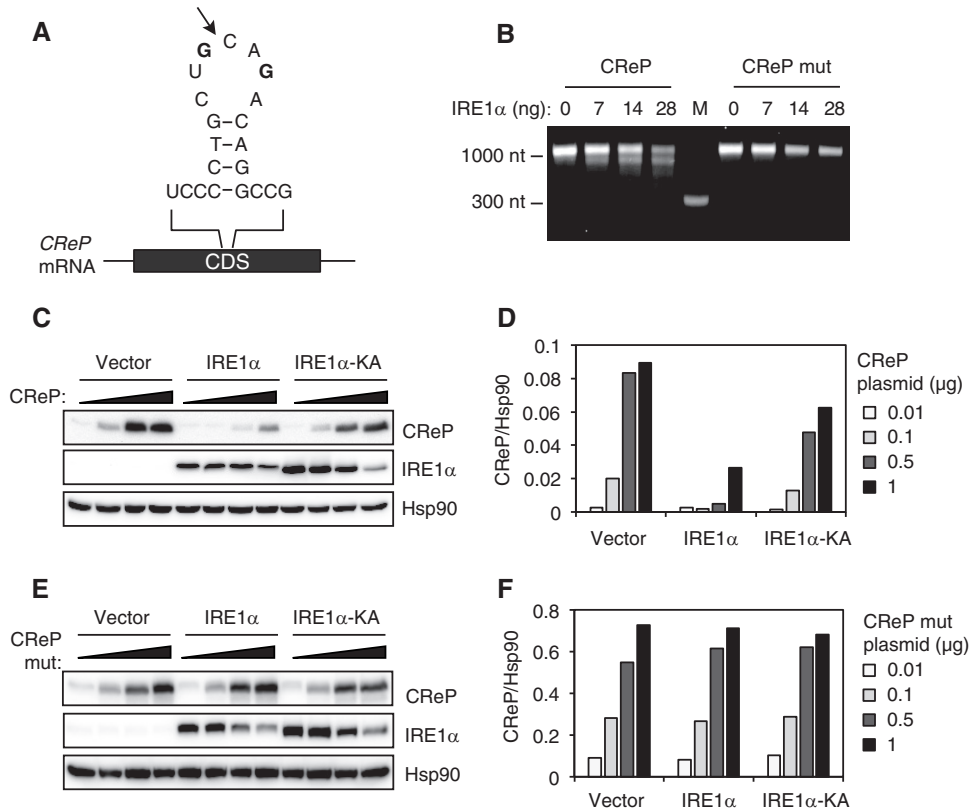 A
G C A
U G
C A
G – C
T – A
C – G
UCCC – GCCG
CReP
mRNA
CDS
B
CReP CReP mut
IRE1α (ng): 0 7 14 28 M 0 7 14 28
1000 nt –
300 nt –
C
Vector IRE1α IRE1α-KA
CReP:
CReP
IRE1α
Hsp90
D
CReP/Hsp90
0.1
0.08
0.06
0.04
0.02
0
Vector IRE1α IRE1α-KA
CReP
plasmid (µg)
0.01
0.1
0.5
1
E
Vector IRE1α IRE1α-KA
CReP
mut:
CReP
IRE1α
Hsp90
F
CReP/Hsp90
0.8
0.6
0.4
0.2
0
Vector IRE1α IRE1α-KA
CReP mut
plasmid (µg)
0.01
0.1
0.5
1